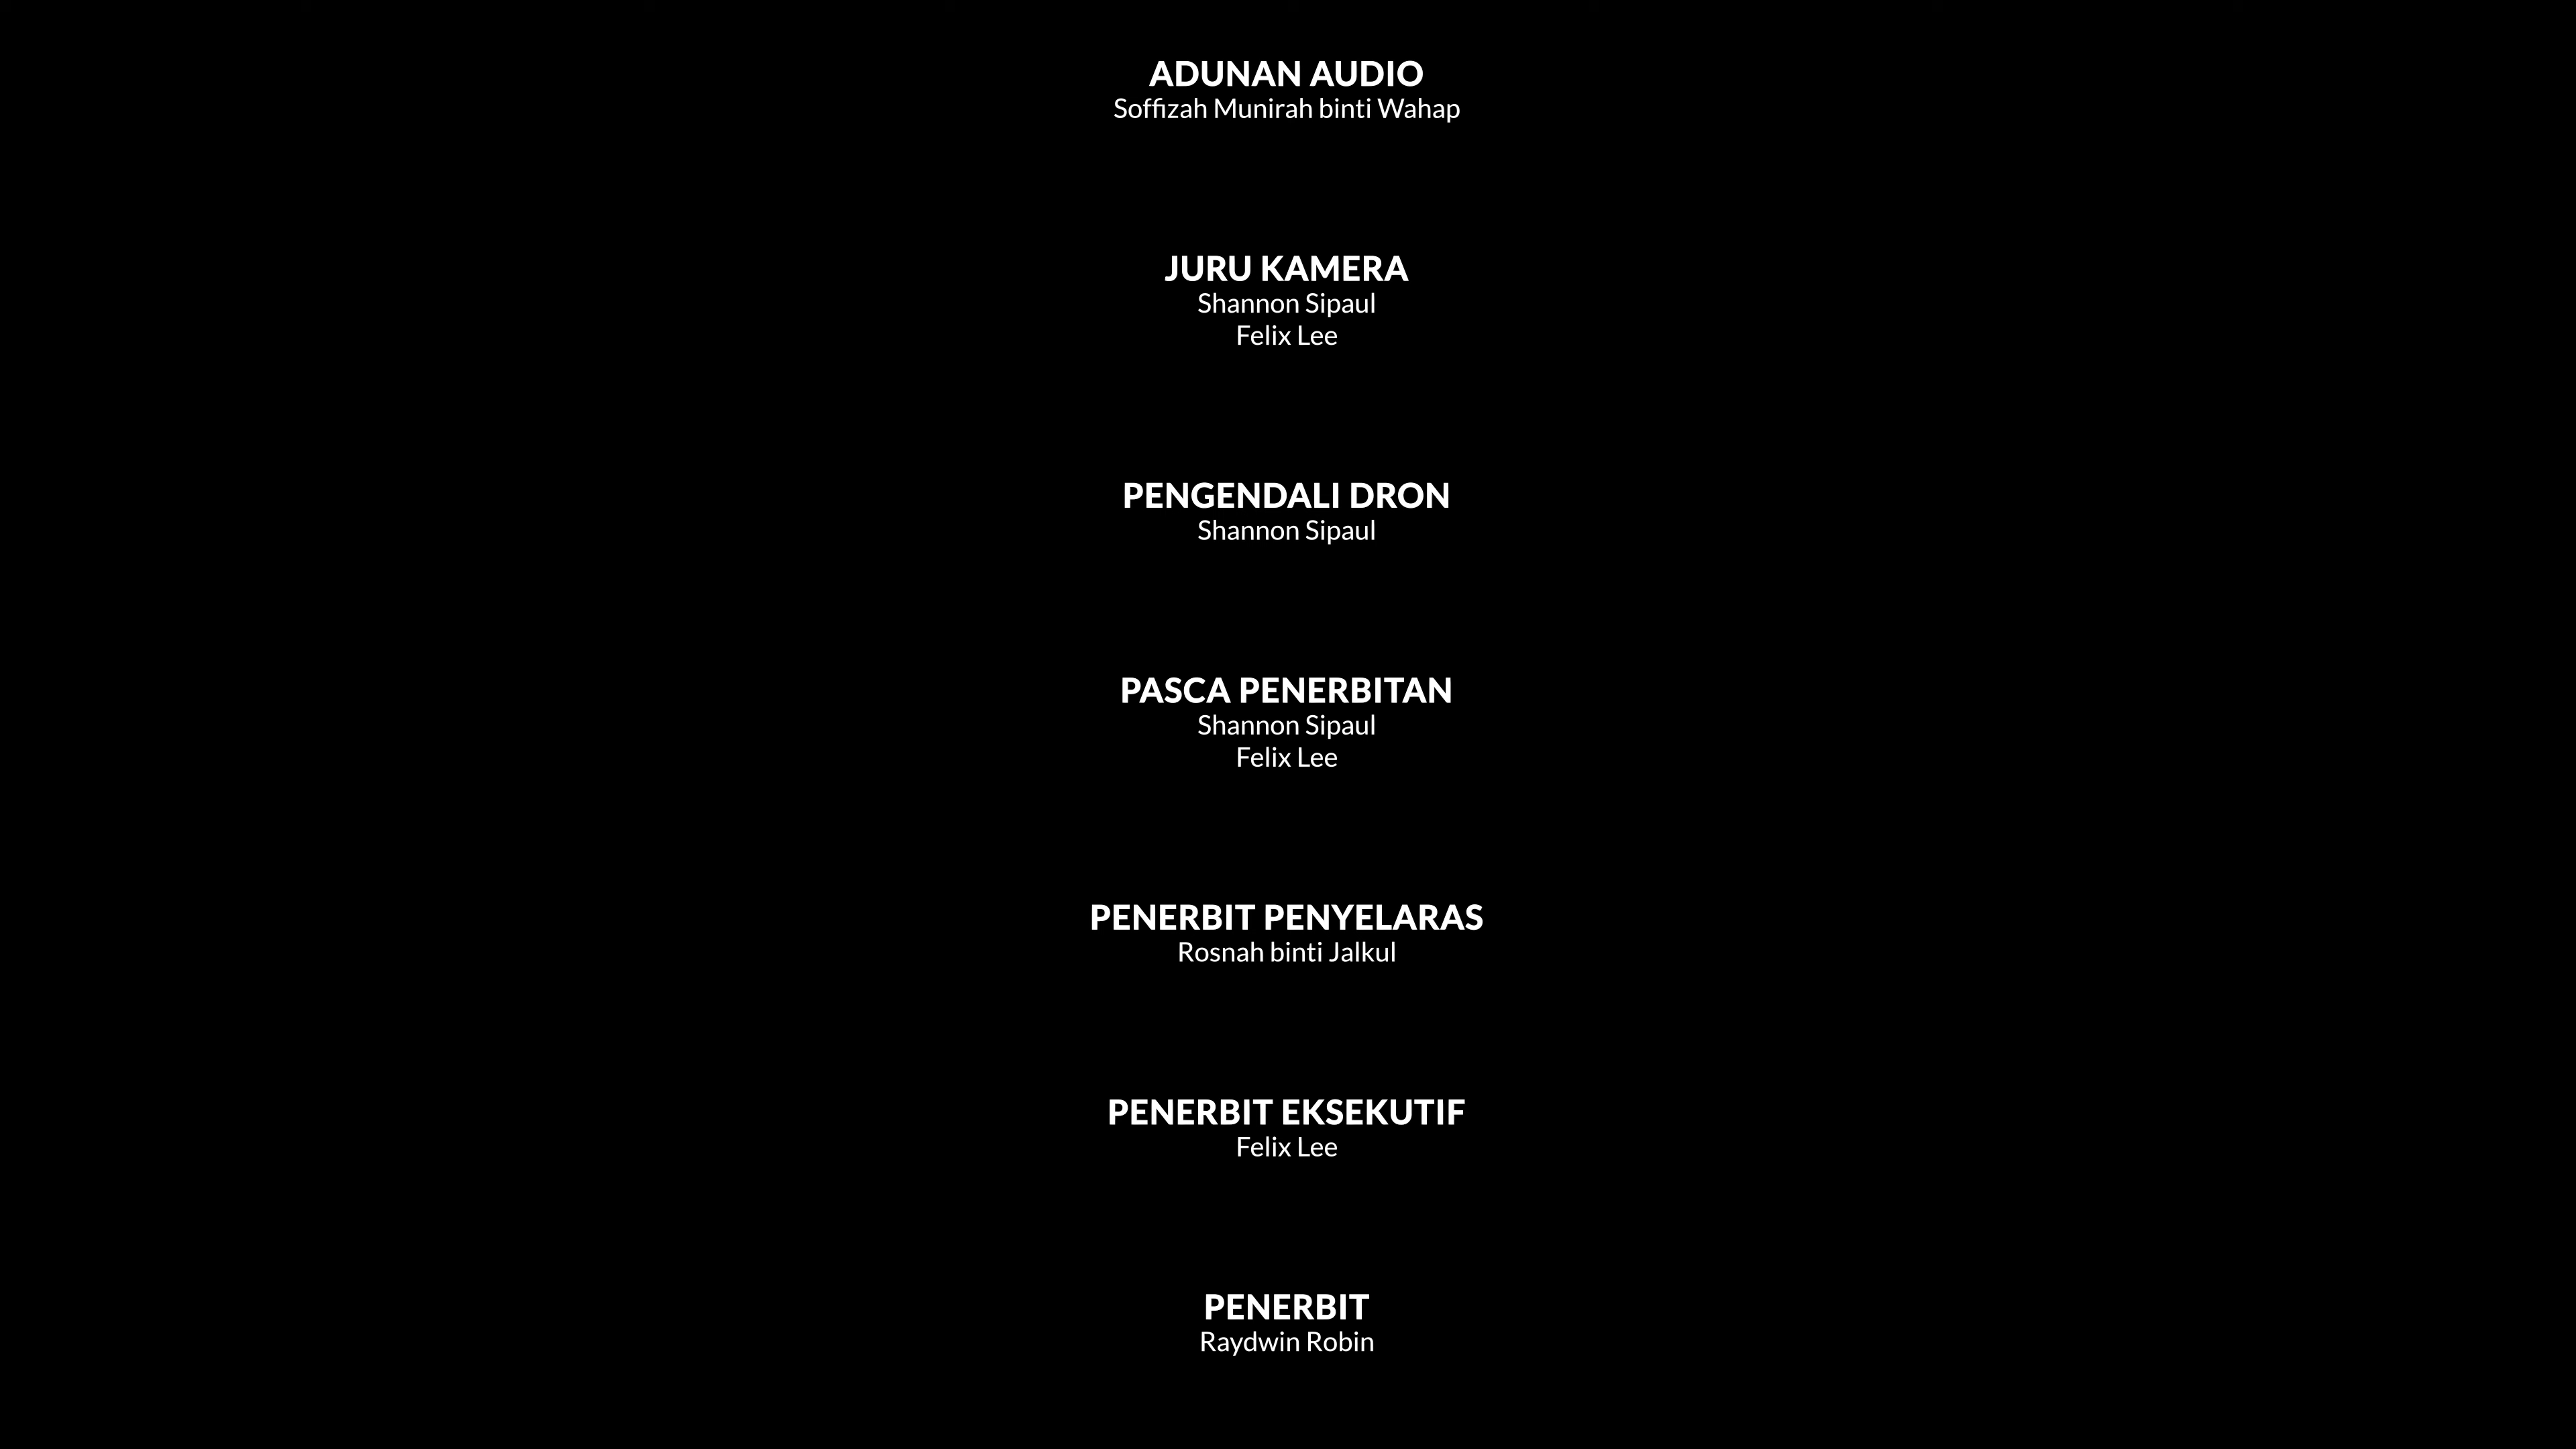 ADUNAN AUDIO
Soffizah Munirah binti Wahap
JURU KAMERA
Shannon Sipaul
Felix Lee
PENGENDALI DRON
Shannon Sipaul
PASCA PENERBITAN
Shannon Sipaul
Felix Lee
PENERBIT PENYELARAS
Rosnah binti Jalkul
PENERBIT EKSEKUTIF
Felix Lee
PENERBIT
Raydwin Robin